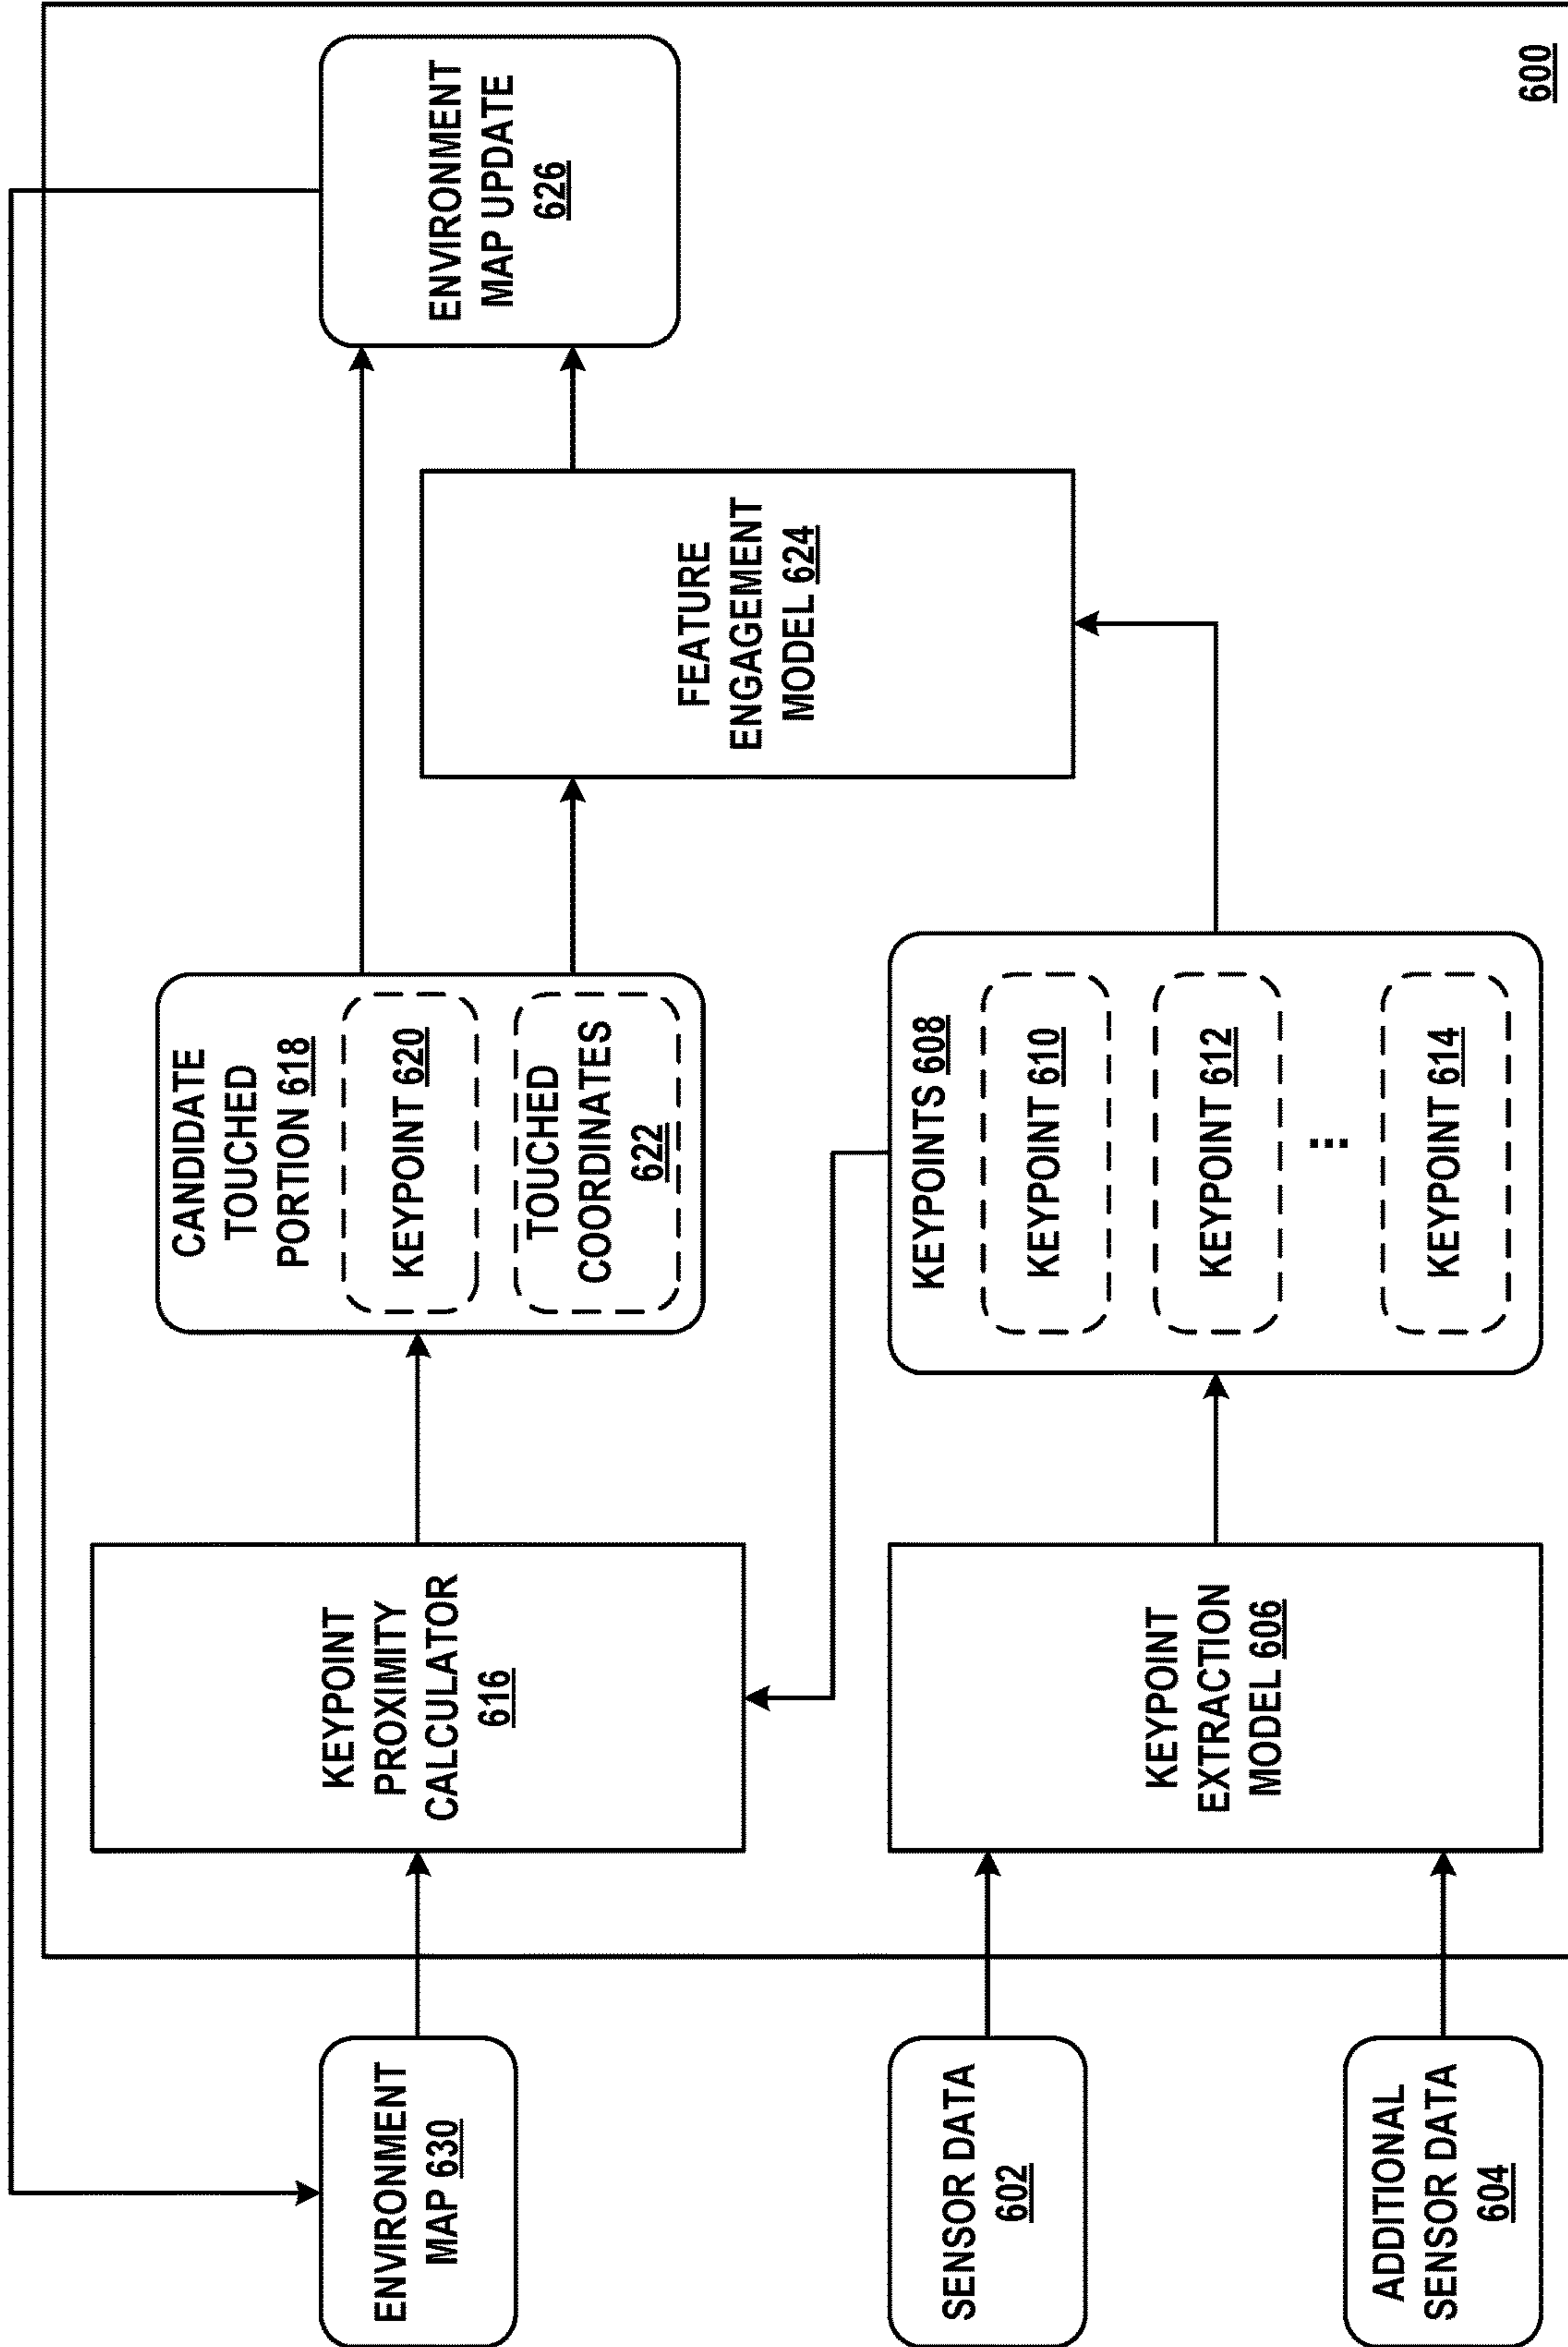 ENVIRONMENT
MAP 630
SENSOR DATA
602
ADDITIONAL
SENSOR DATA
604
KEYPOINT
PROXIMITY
CALCULATOR
616
KEYPOINT
EXTRACTION
MODEL 606
CANDIDATE
TOUCHED
PORTION 618
KEYPOINT 620
TOUCHED
COORDINATES
622
KEYPOINTS 608
KEYPOINT 610
KEYPOINT 612
...
KEYPOINT 614
FEATURE
ENGAGEMENT
MODEL 624
ENVIRONMENT
MAP UPDATE
626
600